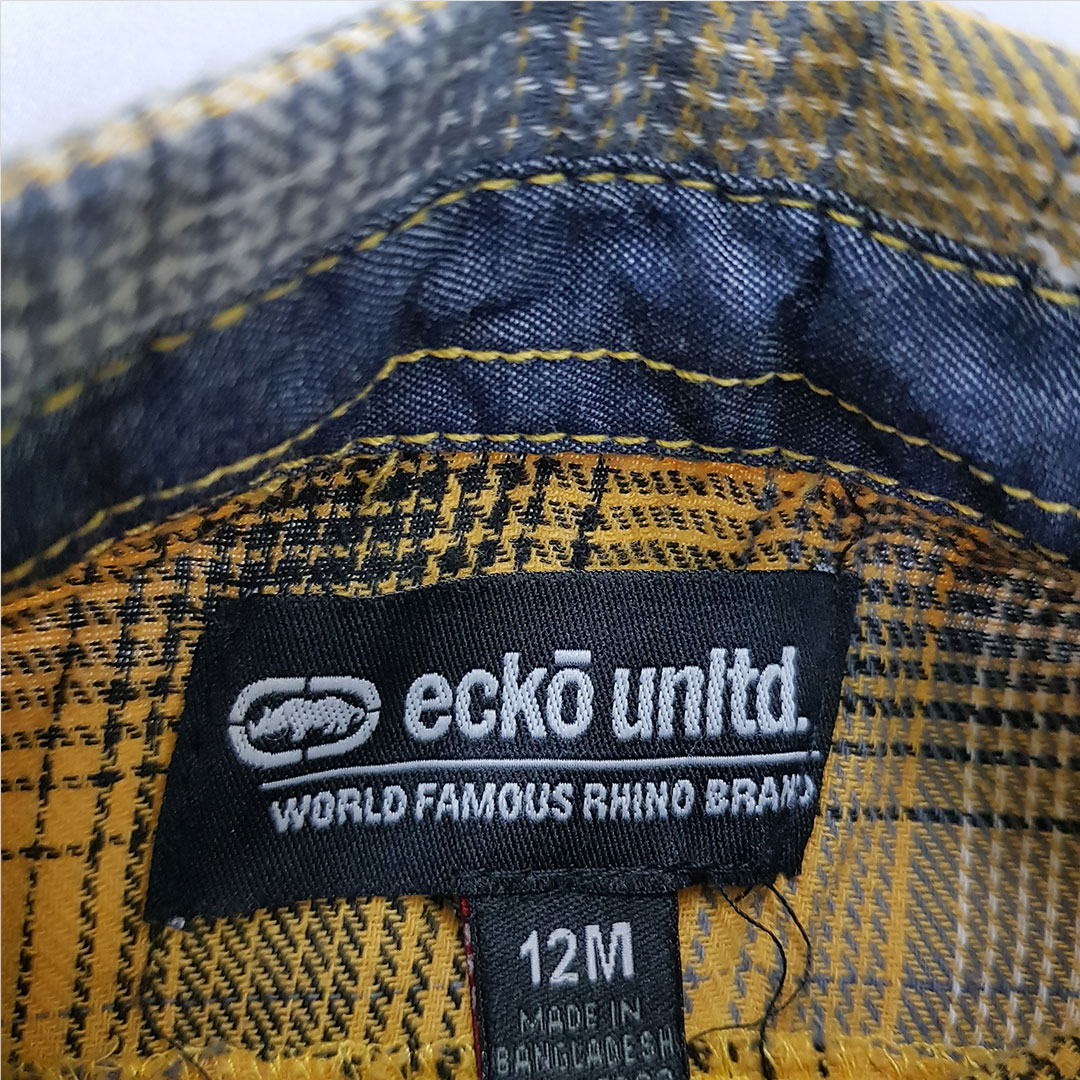 eckō unltd.
WORLD FAMOUS RHINO BRAND
12M
MADE IN
BANGLADESH